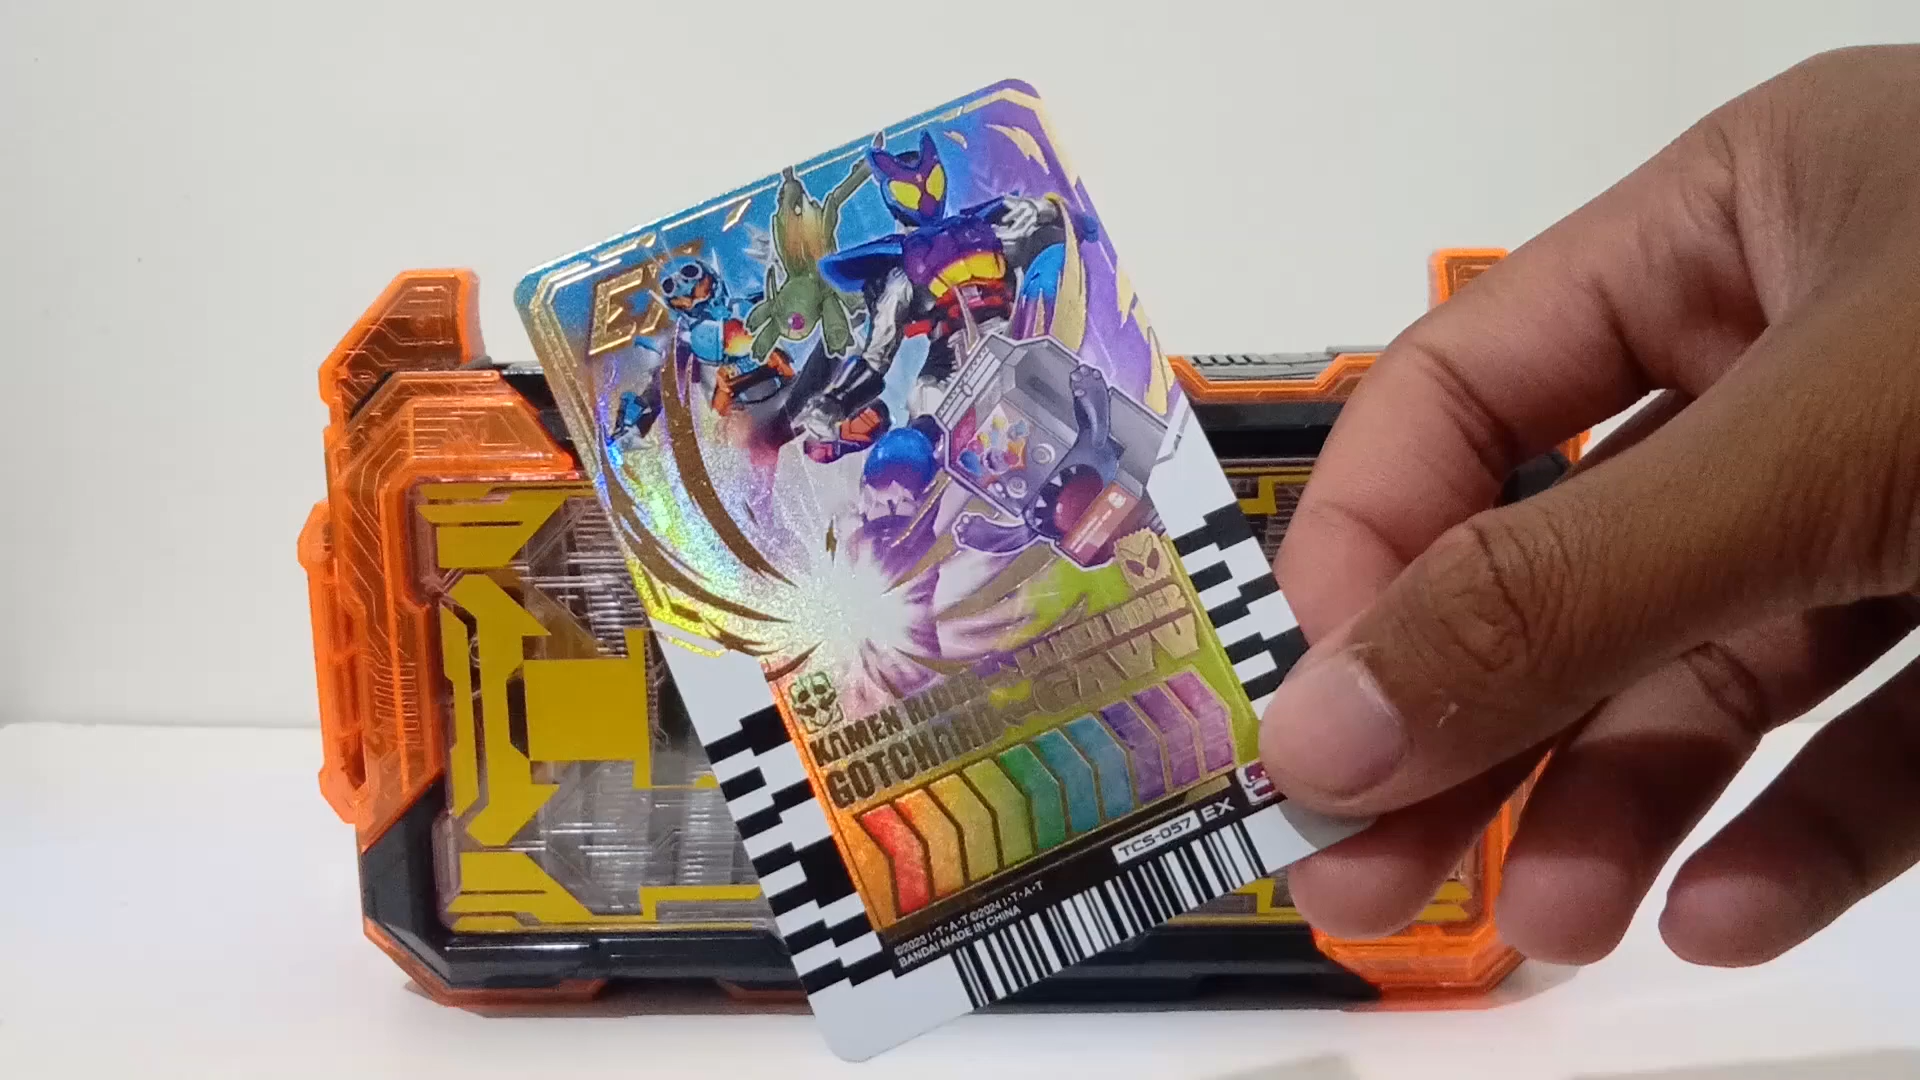 EX
KAMEN RIDER
GOTCHARD
KAMEN RIDER
GAVV
TCS-057 EX
©2023 I・T・A・T ©2024 I・T・A・T
BANDAI MADE IN CHINA